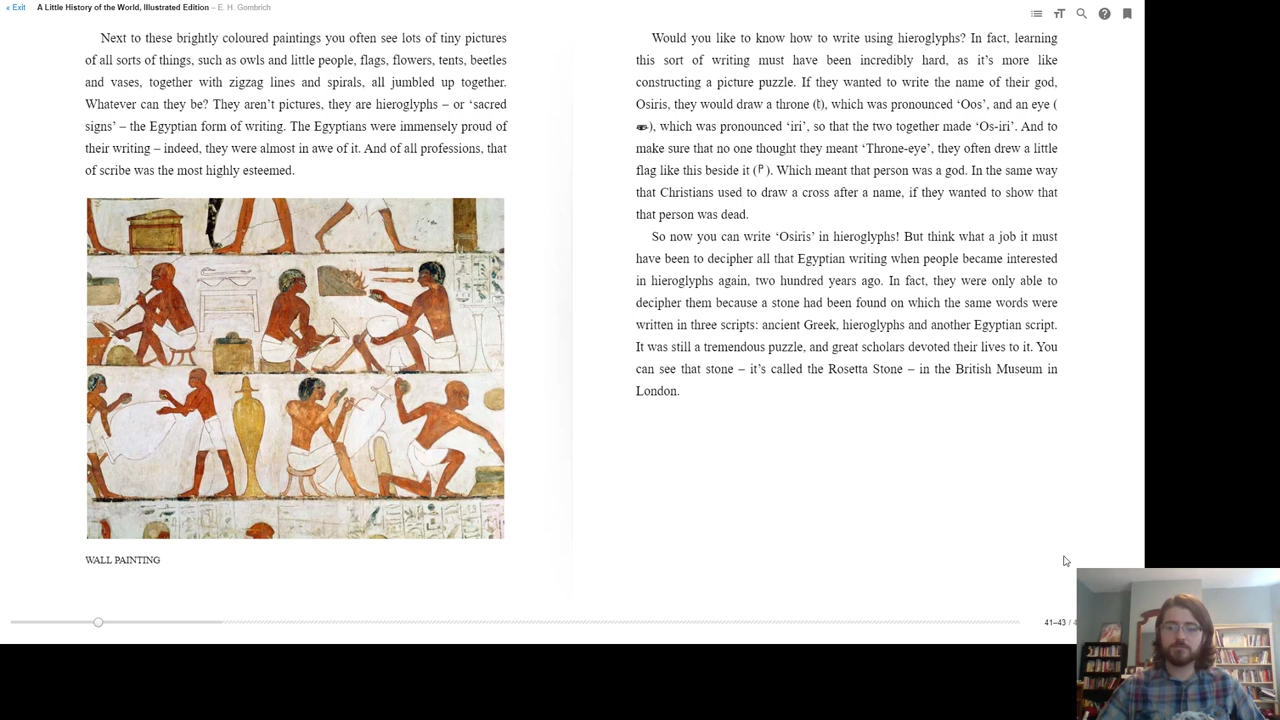 « Exit A Little History of the World, Illustrated Edition – E. H. Gombrich
Next to these brightly coloured paintings you often see lots of tiny pictures
of all sorts of things, such as owls and little people, flags, flowers, tents, beetles
and vases, together with zigzag lines and spirals, all jumbled up together.
Whatever can they be? They aren’t pictures, they are hieroglyphs – or ‘sacred
signs’ – the Egyptian form of writing. The Egyptians were immensely proud of
their writing – indeed, they were almost in awe of it. And of all professions, that
of scribe was the most highly esteemed.
WALL PAINTING
Would you like to know how to write using hieroglyphs? In fact, learning
this sort of writing must have been incredibly hard, as it’s more like
constructing a picture puzzle. If they wanted to write the name of their god,
Osiris, they would draw a throne (), which was pronounced ‘Oos’, and an eye (
), which was pronounced ‘iri’, so that the two together made ‘Os-iri’. And to
make sure that no one thought they meant ‘Throne-eye’, they often drew a little
flag like this beside it (). Which meant that person was a god. In the same way
that Christians used to draw a cross after a name, if they wanted to show that
that person was dead.
So now you can write ‘Osiris’ in hieroglyphs! But think what a job it must
have been to decipher all that Egyptian writing when people became interested
in hieroglyphs again, two hundred years ago. In fact, they were only able to
decipher them because a stone had been found on which the same words were
written in three scripts: ancient Greek, hieroglyphs and another Egyptian script.
It was still a tremendous puzzle, and great scholars devoted their lives to it. You
can see that stone – it’s called the Rosetta Stone – in the British Museum in
London.
41–43 /